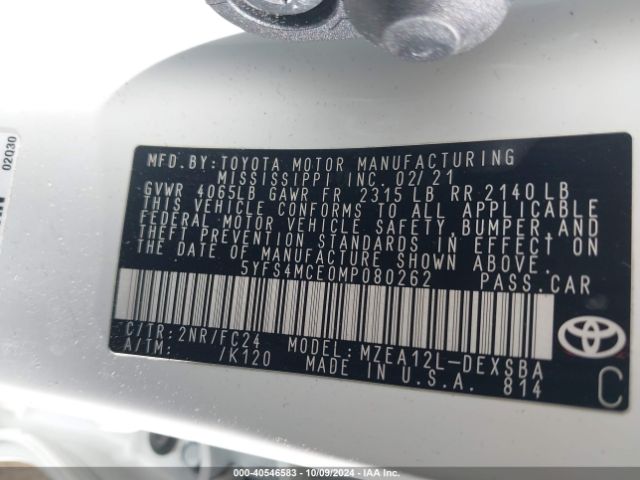 02030
MFD. BY: TOYOTA MOTOR MANUFACTURING
MISSISSIPPI INC. 02/21
GVWR 4065LB GAWR FR 2315 LB RR 2140 LB
THIS VEHICLE CONFORMS TO ALL APPLICABLE
FEDERAL MOTOR VEHICLE SAFETY, BUMPER, AND
THEFT PREVENTION STANDARDS IN EFFECT ON
THE DATE OF MANUFACTURE SHOWN ABOVE.
5YFS4MCE0MP080262 PASS. CAR
C/TR: 2NR/FC24 MODEL: MZEA12L-DEXSBA
A/TM: /K120 MADE IN U.S.A. 814
C
000-40546583 | 10/09/2024 | IAA Inc.